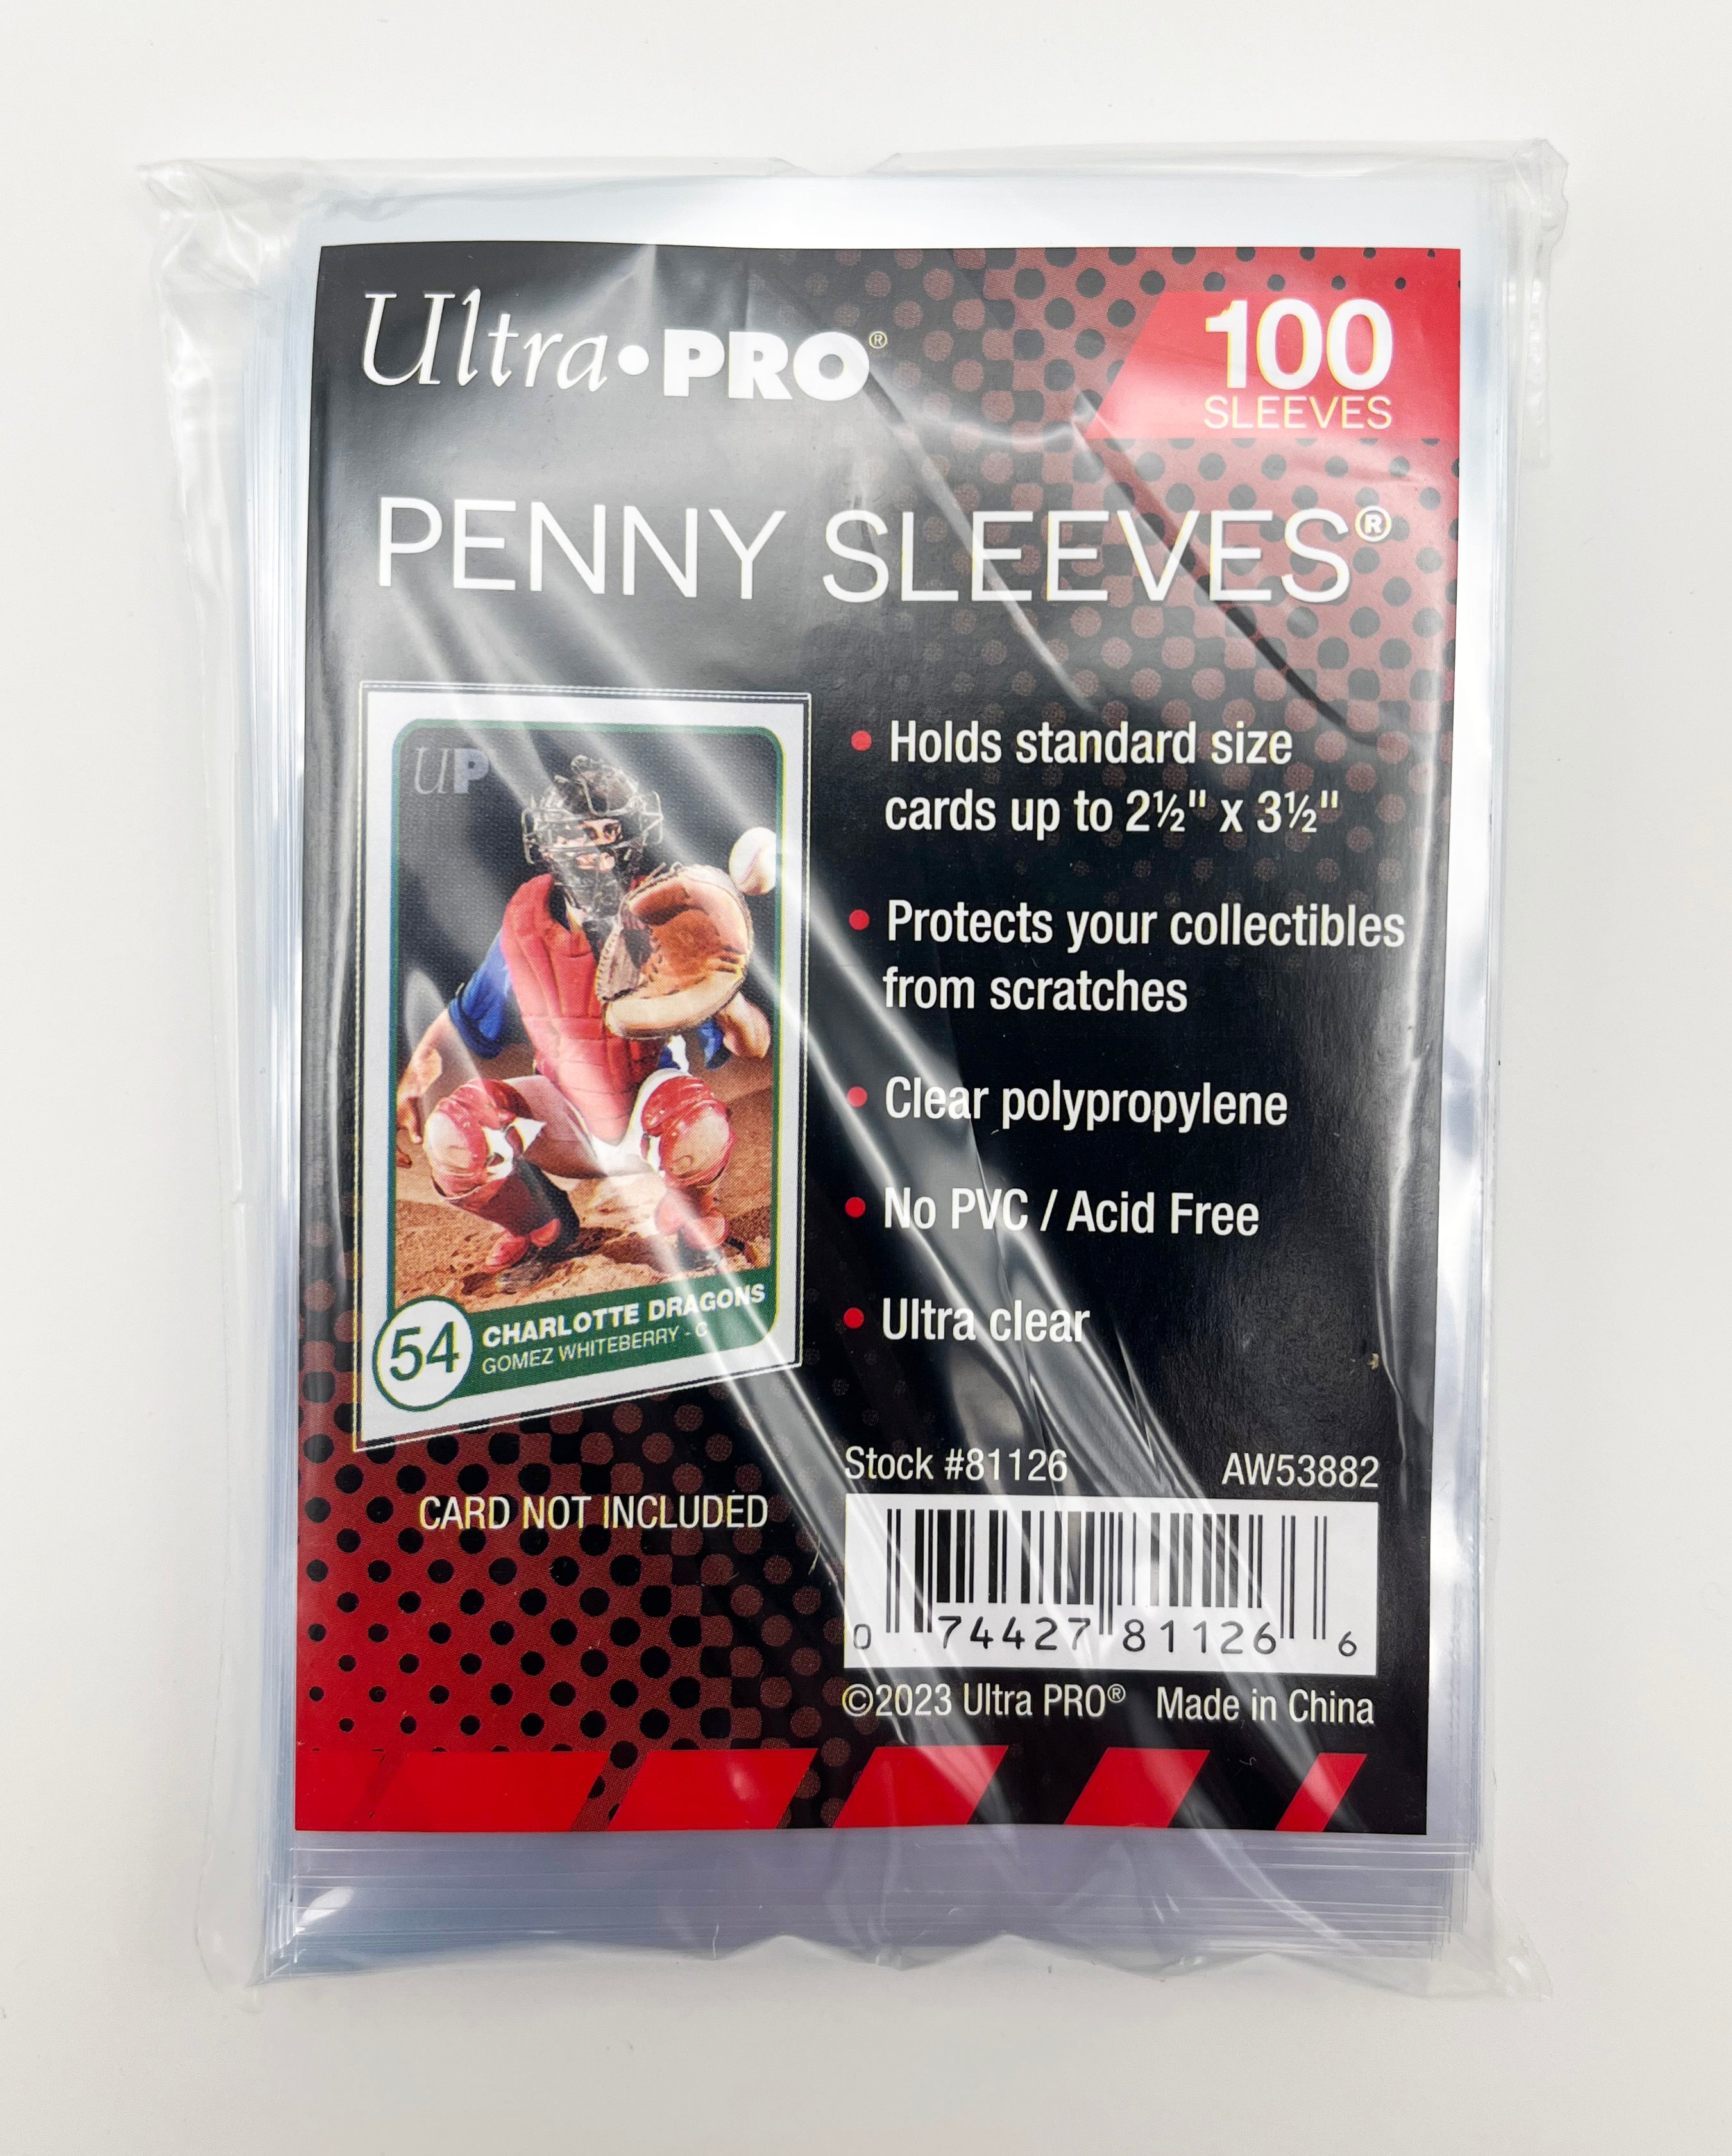 Ultra•PRO®
100
SLEEVES
PENNY SLEEVES®
UP
54
CHARLOTTE DRAGONS
GOMEZ WHITEBERRY - C
CARD NOT INCLUDED
• Holds standard size
cards up to 2½" x 3½"
• Protects your collectibles
from scratches
• Clear polypropylene
• No PVC / Acid Free
• Ultra clear
Stock #81126 AW53882
0 74427 81126 6
©2023 Ultra PRO® Made in China